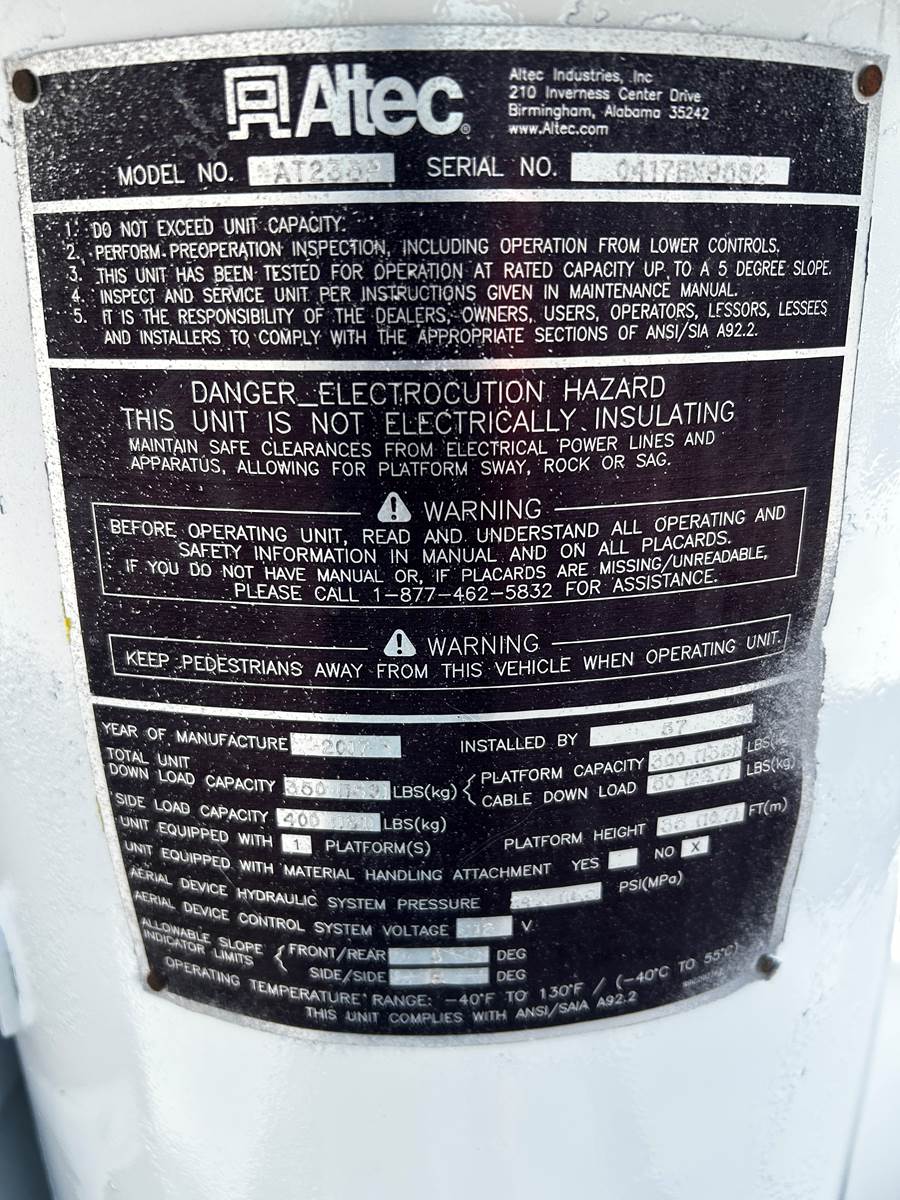 Altec®
Altec Industries, Inc
210 Inverness Center Drive
Birmingham, Alabama 35242
www.Altec.com
MODEL NO. SERIAL NO.
1. DO NOT EXCEED UNIT CAPACITY.
2. PERFORM PREOPERATION INSPECTION, INCLUDING OPERATION FROM LOWER CONTROLS.
3. THIS UNIT HAS BEEN TESTED FOR OPERATION AT RATED CAPACITY UP TO A 5 DEGREE SLOPE.
4. INSPECT AND SERVICE UNIT PER INSTRUCTIONS GIVEN IN MAINTENANCE MANUAL.
5. IT IS THE RESPONSIBILITY OF THE DEALERS, OWNERS, USERS, OPERATORS, LESSORS, LESSEES
AND INSTALLERS TO COMPLY WITH THE APPROPRIATE SECTIONS OF ANSI/SIA A92.2.
DANGER_ELECTROCUTION HAZARD
THIS UNIT IS NOT ELECTRICALLY INSULATING
MAINTAIN SAFE CLEARANCES FROM ELECTRICAL POWER LINES AND
APPARATUS, ALLOWING FOR PLATFORM SWAY, ROCK OR SAG.
WARNING
BEFORE OPERATING UNIT, READ AND UNDERSTAND ALL OPERATING AND
SAFETY INFORMATION IN MANUAL AND ON ALL PLACARDS.
IF YOU DO NOT HAVE MANUAL OR, IF PLACARDS ARE MISSING/UNREADABLE,
PLEASE CALL 1-877-462-5832 FOR ASSISTANCE.
WARNING
KEEP PEDESTRIANS AWAY FROM THIS VEHICLE WHEN OPERATING UNIT.
YEAR OF MANUFACTURE 2017 INSTALLED BY 57
TOTAL UNIT
DOWN LOAD CAPACITY 350 LBS(kg) PLATFORM CAPACITY 300 LBS(kg)
CABLE DOWN LOAD 50 LBS(kg)
SIDE LOAD CAPACITY 400 LBS(kg)
UNIT EQUIPPED WITH 1 PLATFORM(S) PLATFORM HEIGHT FT(m)
UNIT EQUIPPED WITH MATERIAL HANDLING ATTACHMENT YES NO X
AERIAL DEVICE HYDRAULIC SYSTEM PRESSURE PSI(MPa)
AERIAL DEVICE CONTROL SYSTEM VOLTAGE 12 V
ALLOWABLE SLOPE
INDICATOR LIMITS FRONT/REAR 5 DEG
SIDE/SIDE DEG
OPERATING TEMPERATURE RANGE: -40°F TO 130°F / (-40°C TO 55°C)
THIS UNIT COMPLIES WITH ANSI/SAIA A92.2